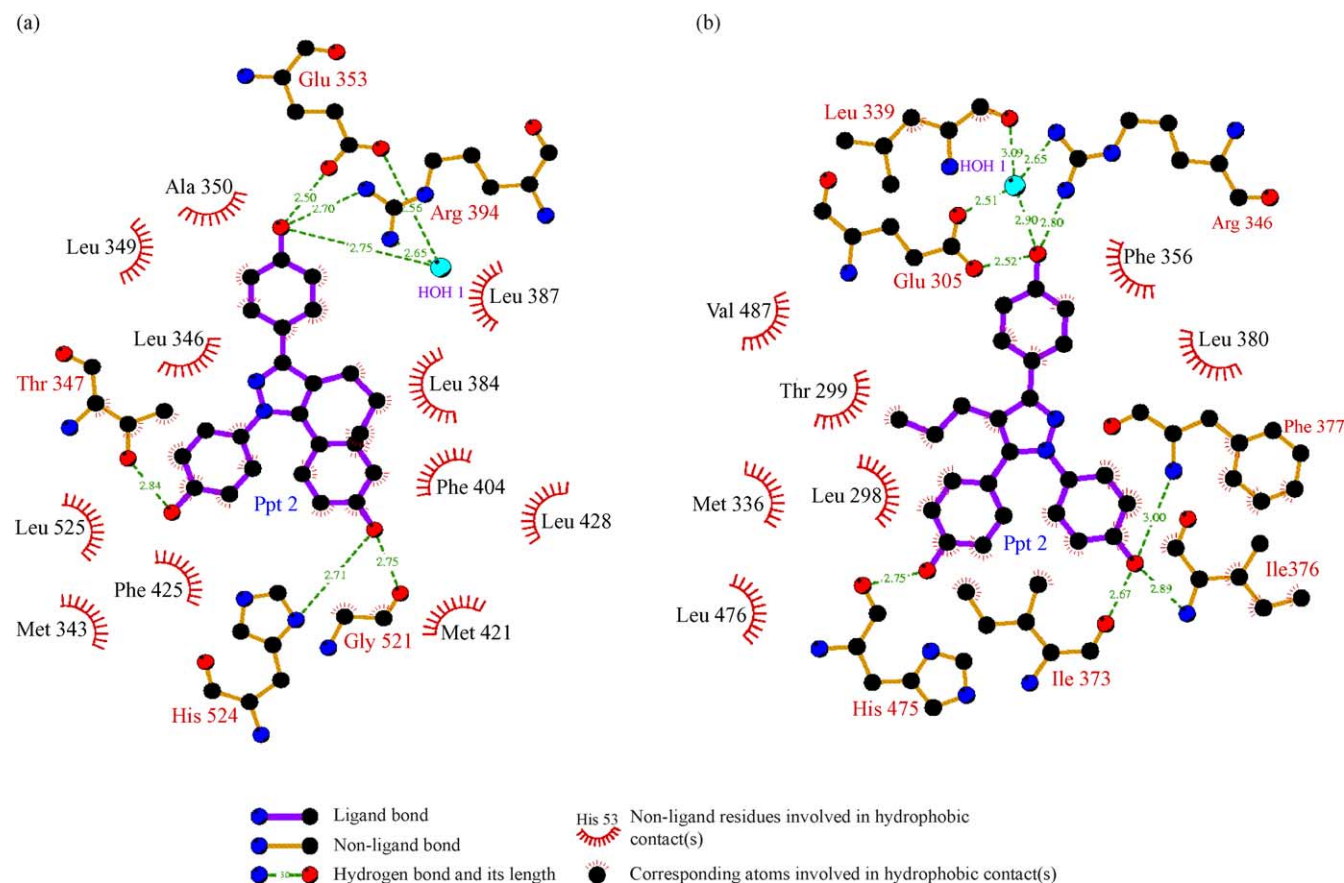 (a)
Glu 353
Ala 350
2.50
2.70
2.56
Arg 394
Leu 349
2.75
2.65
HOH 1
Leu 387
Leu 346
Thr 347
Leu 384
2.84
Phe 404
Ppt 2
Leu 525
Leu 428
2.71
2.75
Phe 425
Met 343
Met 421
Gly 521
His 524
(b)
Leu 339
3.09
2.65
HOH 1
2.51
2.90
2.80
Arg 346
2.52
Glu 305
Phe 356
Val 487
Leu 380
Thr 299
Phe 377
Met 336
Leu 298
3.00
Ppt 2
Ile376
2.75
2.67
2.89
Leu 476
Ile 373
His 475
Ligand bond
Non-ligand bond
3.0
Hydrogen bond and its length
His 53
Non-ligand residues involved in hydrophobic
contact(s)
Corresponding atoms involved in hydrophobic contact(s)